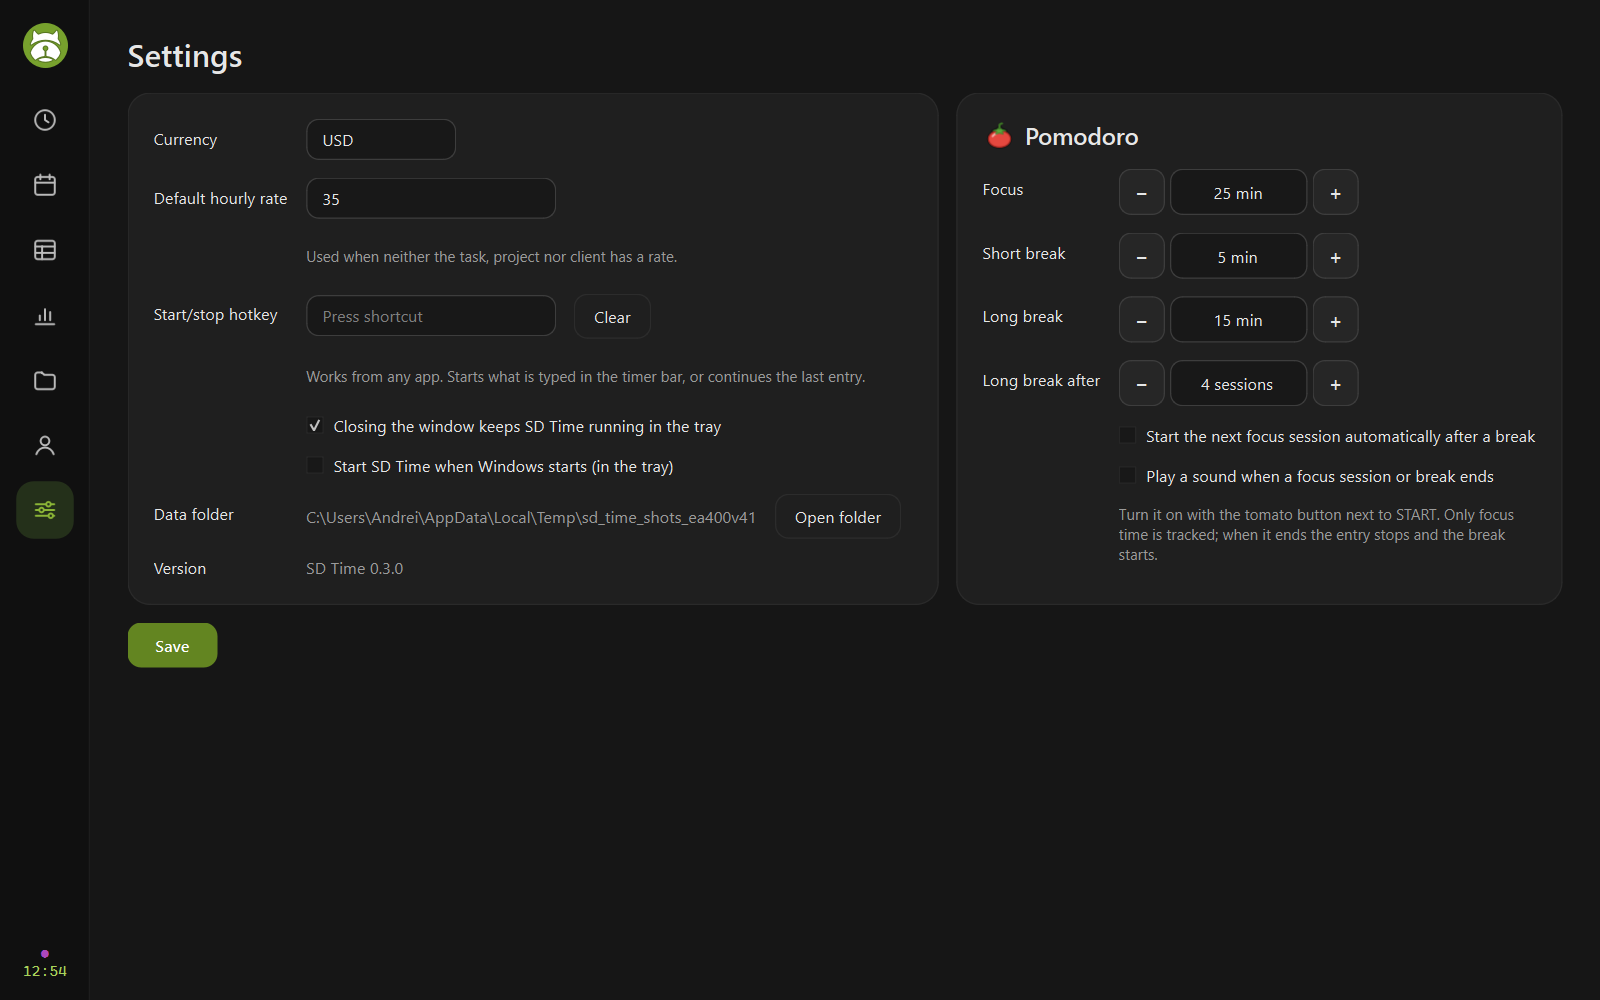 Settings
Currency
USD
Default hourly rate
35
Used when neither the task, project nor client has a rate.
Start/stop hotkey
Press shortcut
Clear
Works from any app. Starts what is typed in the timer bar, or continues the last entry.
Closing the window keeps SD Time running in the tray
Start SD Time when Windows starts (in the tray)
Data folder
C:\Users\Andrei\AppData\Local\Temp\sd_time_shots_ea400v41
Open folder
Version
SD Time 0.3.0
Pomodoro
Focus
− 25 min +
Short break
− 5 min +
Long break
− 15 min +
Long break after
− 4 sessions +
Start the next focus session automatically after a break
Play a sound when a focus session or break ends
Turn it on with the tomato button next to START. Only focus
time is tracked; when it ends the entry stops and the break
starts.
Save
12:54